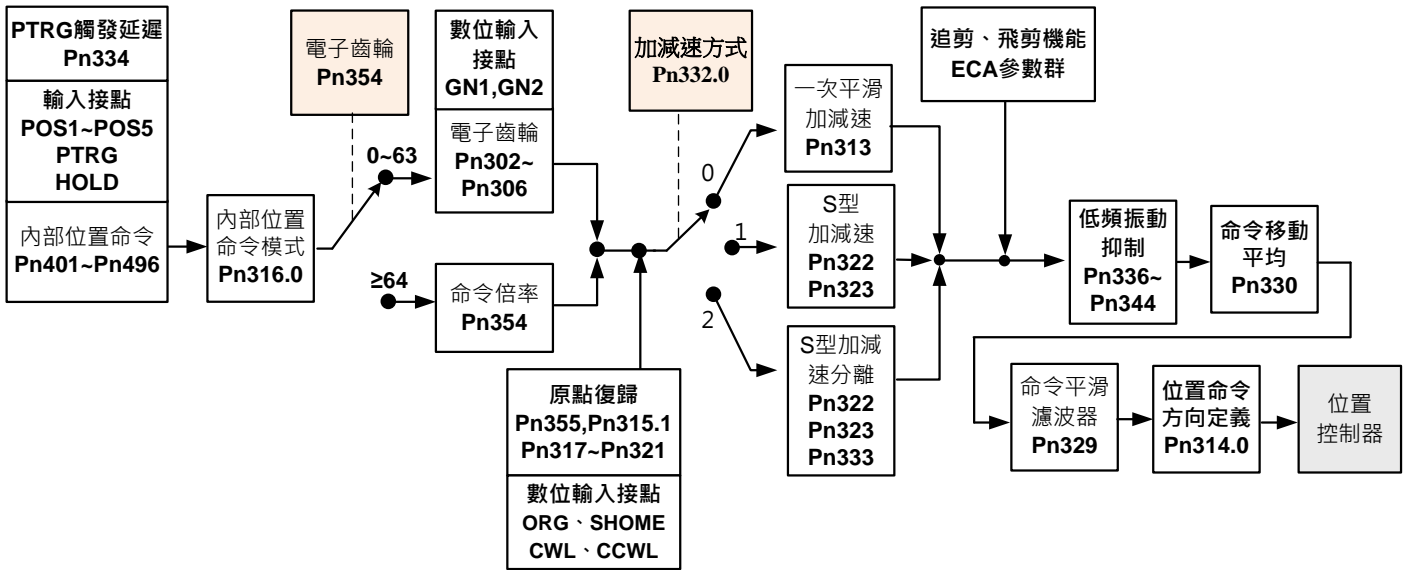 PTRG觸發延遲
Pn334
輸入接點
POS1~POS5
PTRG
HOLD
內部位置命令
Pn401~Pn496
內部位置
命令模式
Pn316.0
電子齒輪
Pn354
0~63
≥64
數位輸入
接點
GN1,GN2
電子齒輪
Pn302~
Pn306
命令倍率
Pn354
原點復歸
Pn355,Pn315.1
Pn317~Pn321
數位輸入接點
ORG、SHOME
CWL、CCWL
加減速方式
Pn332.0
0
1
2
一次平滑
加減速
Pn313
S型
加減速
Pn322
Pn323
S型加減
速分離
Pn322
Pn323
Pn333
追剪、飛剪機能
ECA參數群
低頻振動
抑制
Pn336~
Pn344
命令移動
平均
Pn330
命令平滑
濾波器
Pn329
位置命令
方向定義
Pn314.0
位置
控制器